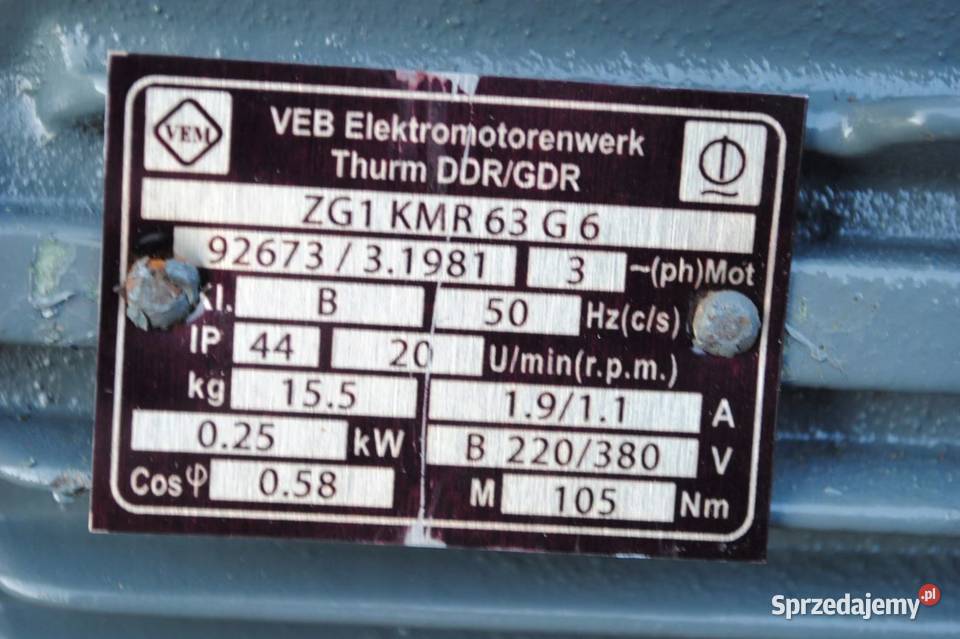 VEM
VEB Elektromotorenwerk
Thurm DDR/GDR
ZG1 KMR 63 G 6
92673 / 3.1981 3 ~(ph)Mot
Kl. B 50 Hz(c/s)
IP 44 20 U/min(r.p.m.)
kg 15.5 1.9/1.1 A
0.25 kW B 220/380 V
Cos φ 0.58 M 105 Nm
Sprzedajemy.pl